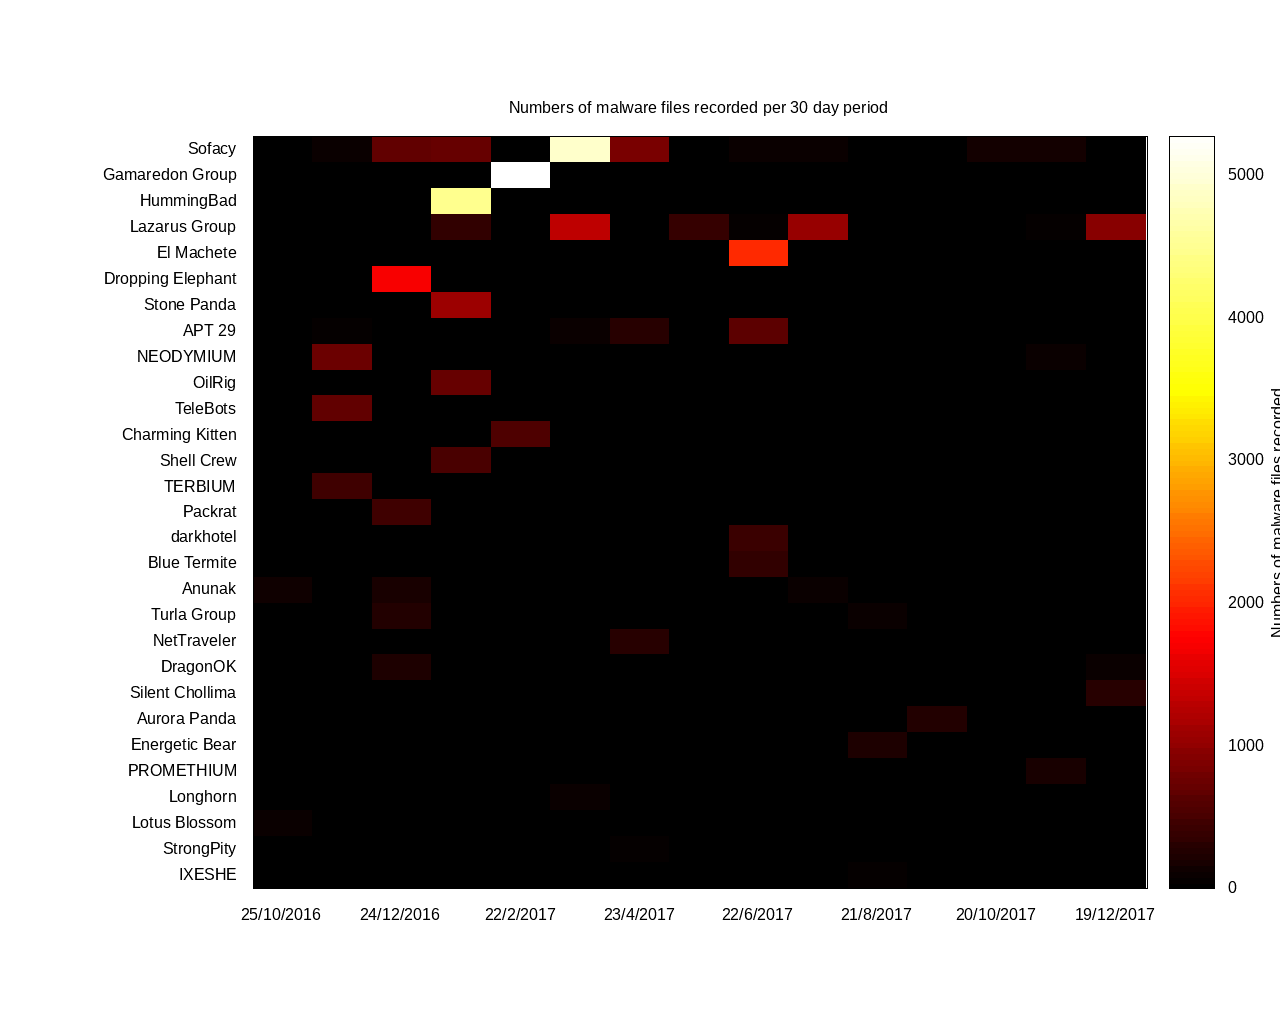 Numbers of malware files recorded per 30 day period
Sofacy
Gamaredon Group
HummingBad
Lazarus Group
El Machete
Dropping Elephant
Stone Panda
APT 29
NEODYMIUM
OilRig
TeleBots
Charming Kitten
Shell Crew
TERBIUM
Packrat
darkhotel
Blue Termite
Anunak
Turla Group
NetTraveler
DragonOK
Silent Chollima
Aurora Panda
Energetic Bear
PROMETHIUM
Longhorn
Lotus Blossom
StrongPity
IXESHE
25/10/2016 24/12/2016 22/2/2017 23/4/2017 22/6/2017 21/8/2017 20/10/2017 19/12/2017
5000
4000
3000
2000
1000
0
Numbers of malware files recorded